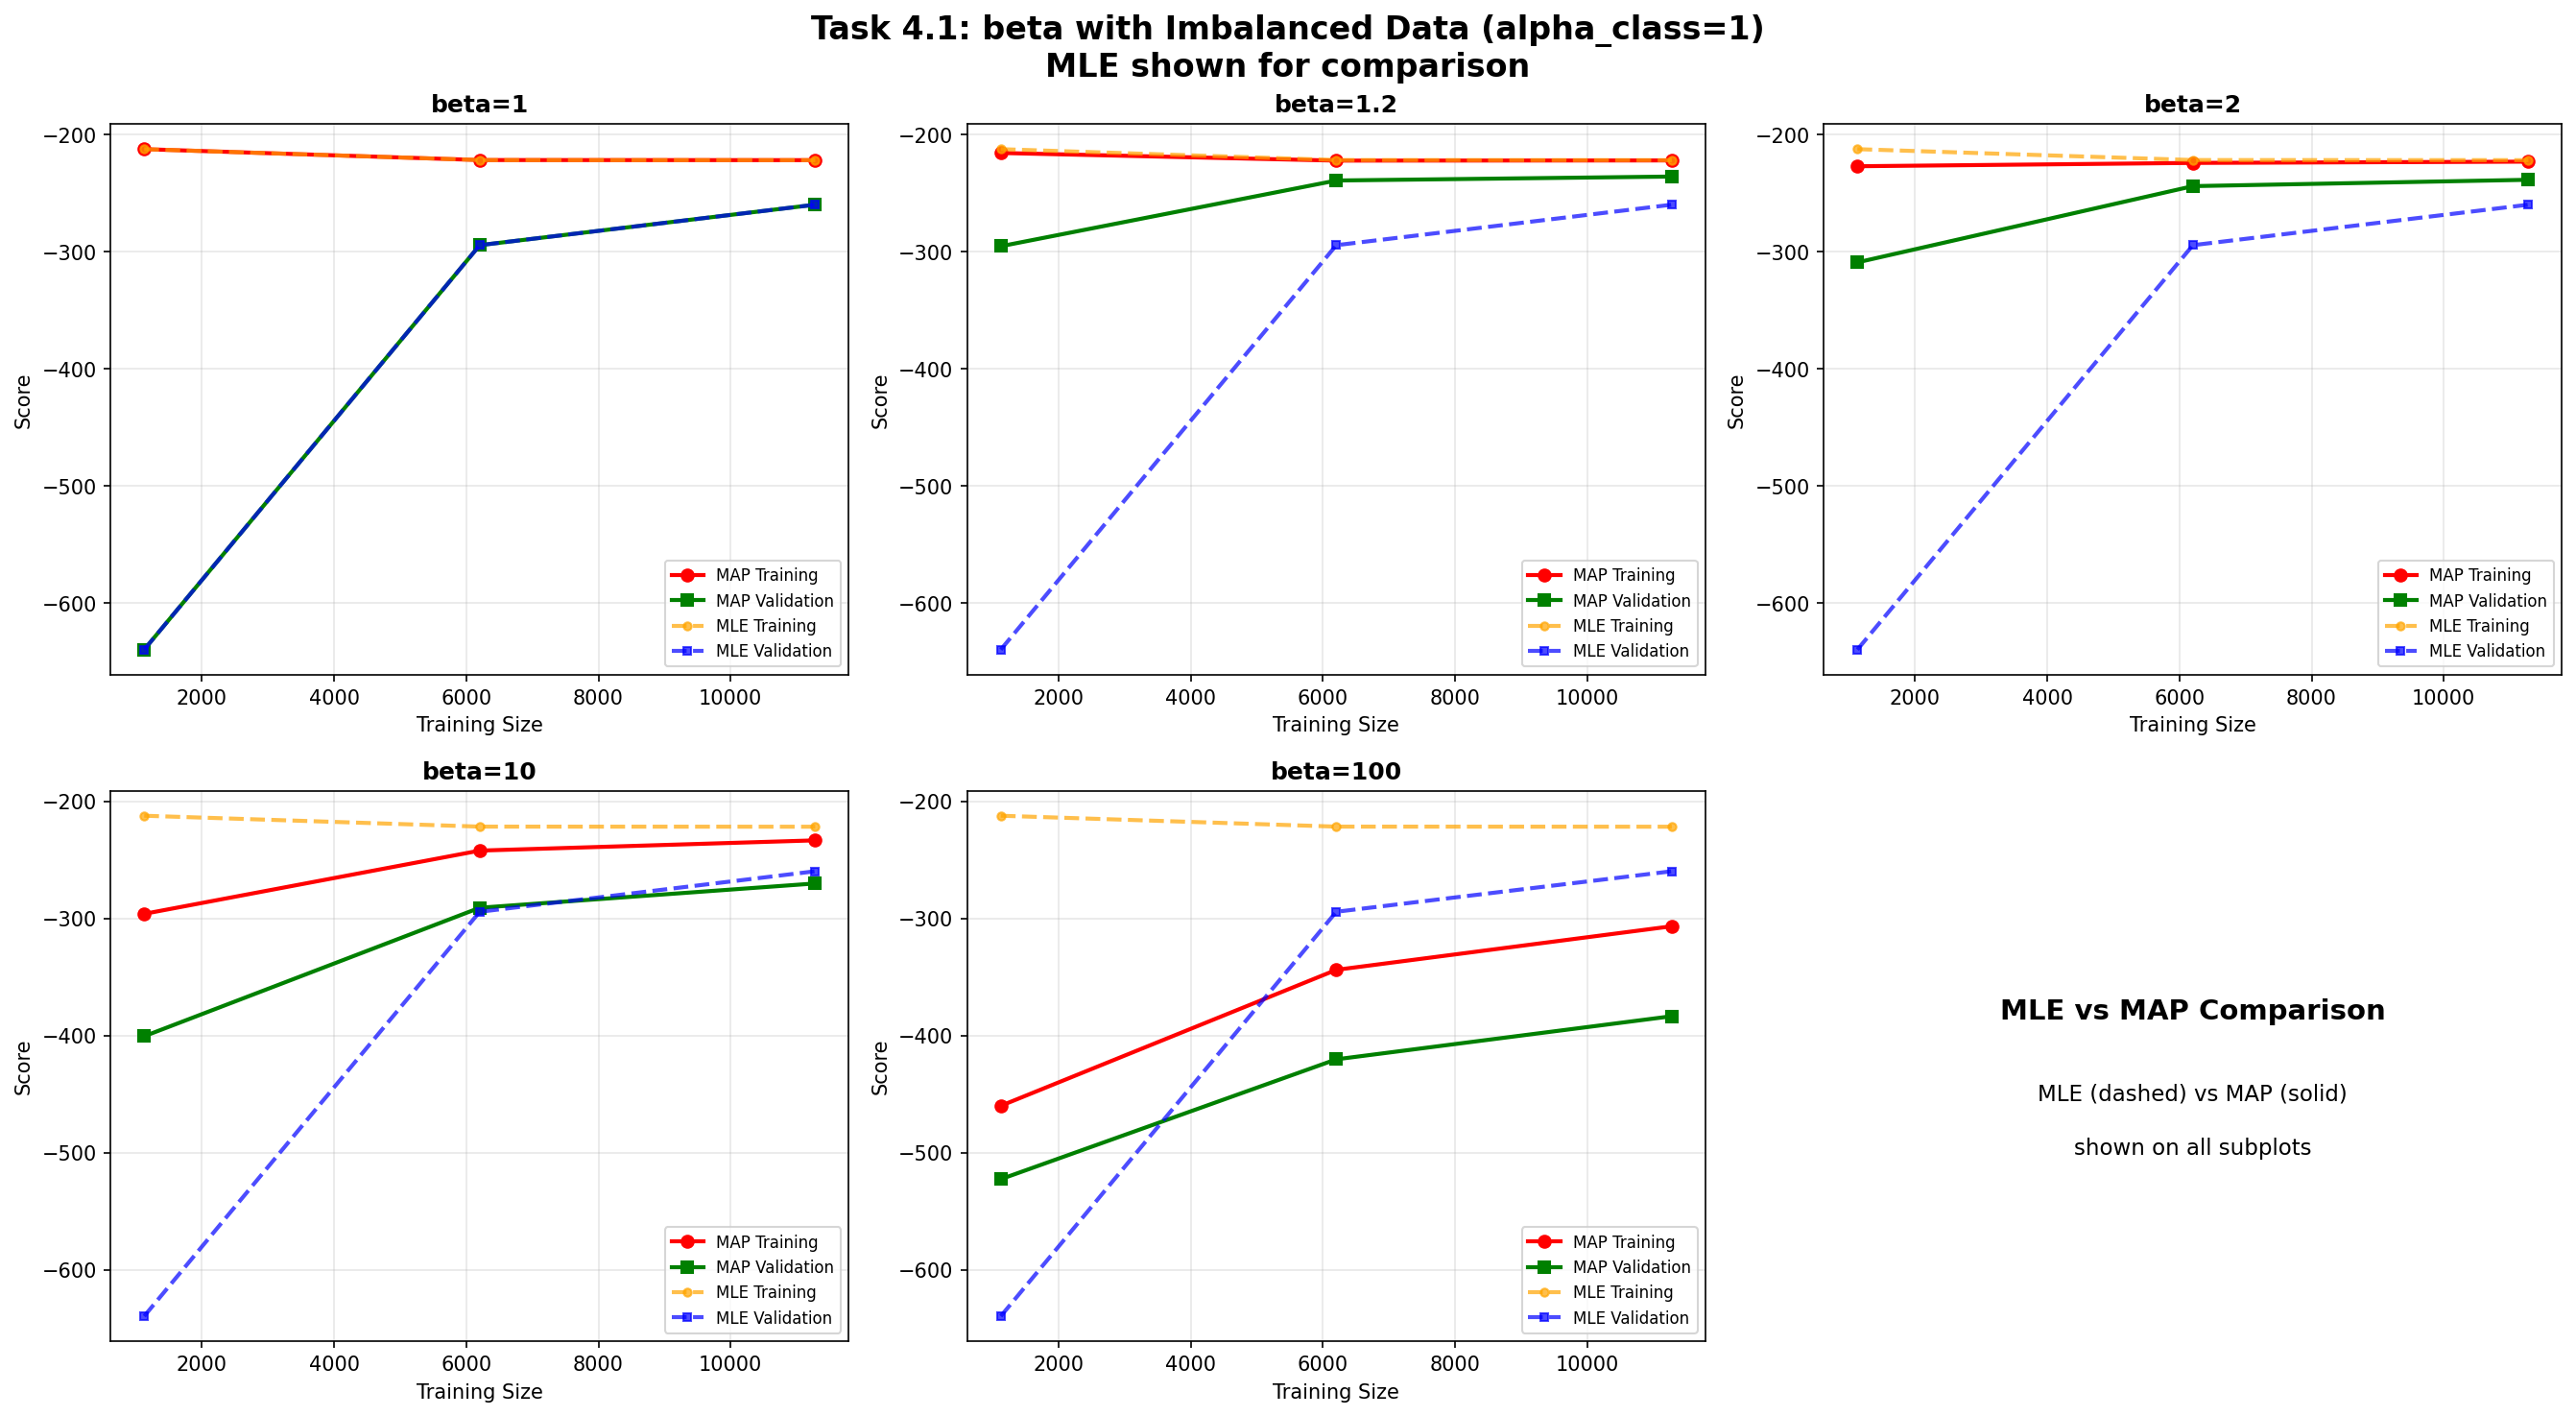 Task 4.1: beta with Imbalanced Data (alpha_class=1)
MLE shown for comparison
beta=1
−200
−300
−400
−500
−600
Score
2000 4000 6000 8000 10000
Training Size
MAP Training
MAP Validation
MLE Training
MLE Validation
beta=1.2
−200
−300
−400
−500
−600
Score
2000 4000 6000 8000 10000
Training Size
MAP Training
MAP Validation
MLE Training
MLE Validation
beta=2
−200
−300
−400
−500
−600
Score
2000 4000 6000 8000 10000
Training Size
MAP Training
MAP Validation
MLE Training
MLE Validation
beta=10
−200
−300
−400
−500
−600
Score
2000 4000 6000 8000 10000
Training Size
MAP Training
MAP Validation
MLE Training
MLE Validation
beta=100
−200
−300
−400
−500
−600
Score
2000 4000 6000 8000 10000
Training Size
MAP Training
MAP Validation
MLE Training
MLE Validation
MLE vs MAP Comparison
MLE (dashed) vs MAP (solid)
shown on all subplots